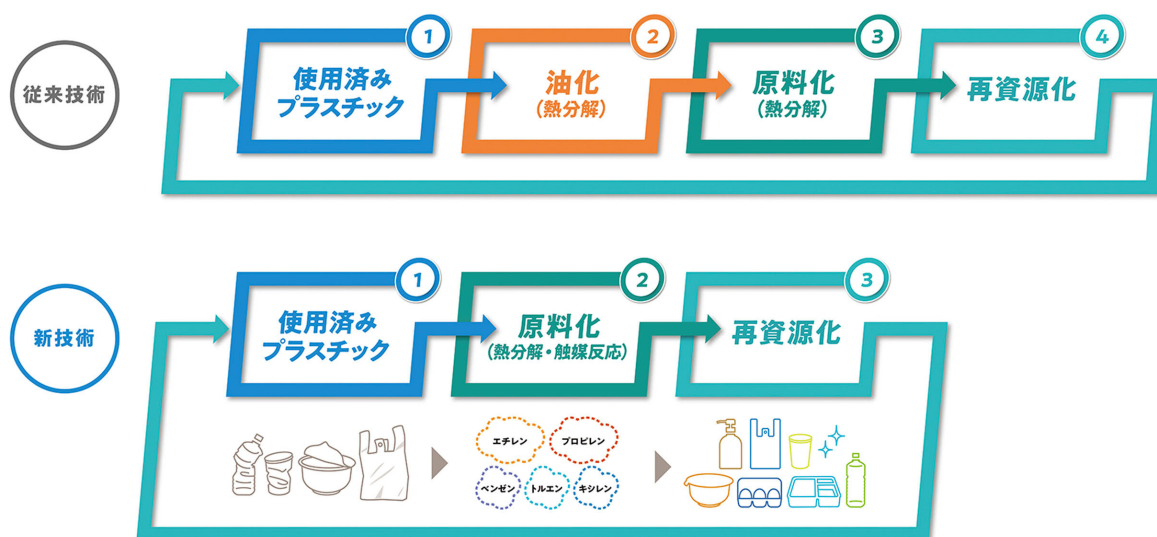 従来技術
1
使用済み
プラスチック
2
油化
(熱分解)
3
原料化
(熱分解)
4
再資源化
新技術
1
使用済み
プラスチック
2
原料化
(熱分解・触媒反応)
3
再資源化
エチレン
プロピレン
ベンゼン
トルエン
キシレン